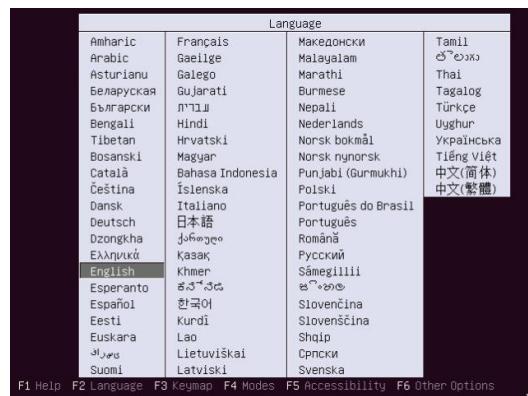 Language
Amharic
Arabic
Asturianu
Беларуская
Български
Bengali
Tibetan
Bosanski
Català
Čeština
Dansk
Deutsch
Dzongkha
Ελληνικά
English
Esperanto
Español
Eesti
Euskara
Suomi
Français
Gaeilge
Galego
Gujarati
עברית
Hindi
Hrvatski
Magyar
Bahasa Indonesia
Íslenska
Italiano
日本語
ქართული
Қазақ
Khmer
한국어
Kurdî
Lao
Lietuviškai
Latviski
Македонски
Malayalam
Marathi
Burmese
Nepali
Nederlands
Norsk bokmål
Norsk nynorsk
Punjabi (Gurmukhi)
Polski
Português do Brasil
Português
Română
Русский
Sámegillii
Slovenčina
Slovenščina
Shqip
Српски
Svenska
Tamil
Thai
Tagalog
Türkçe
Uyghur
Українська
Tiếng Việt
中文(简体)
中文(繁體)
F1 Help F2 Language F3 Keymap F4 Modes F5 Accessibility F6 Other Options